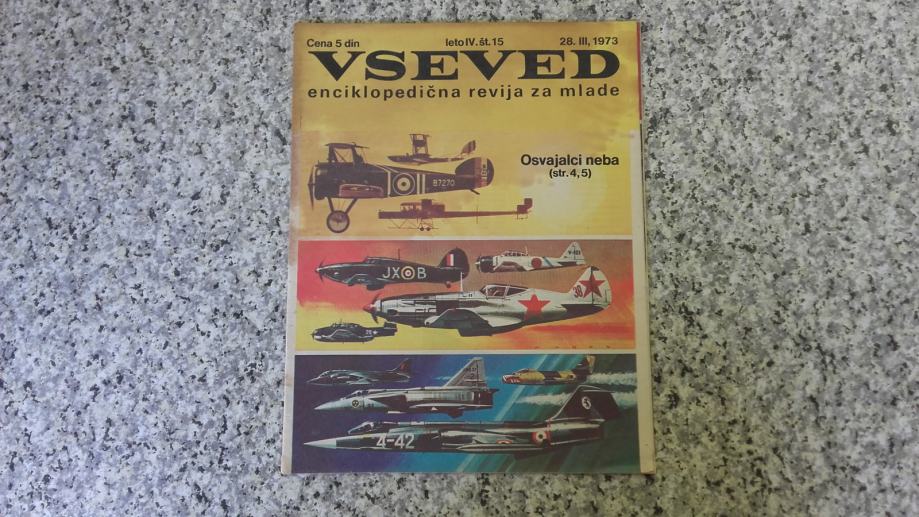 Cena 5 din
leto IV. št. 15
28. III, 1973
VSEVED
enciklopedična revija za mlade
Osvajalci neba
(str. 4, 5)
B7270
JX B
30
4-42